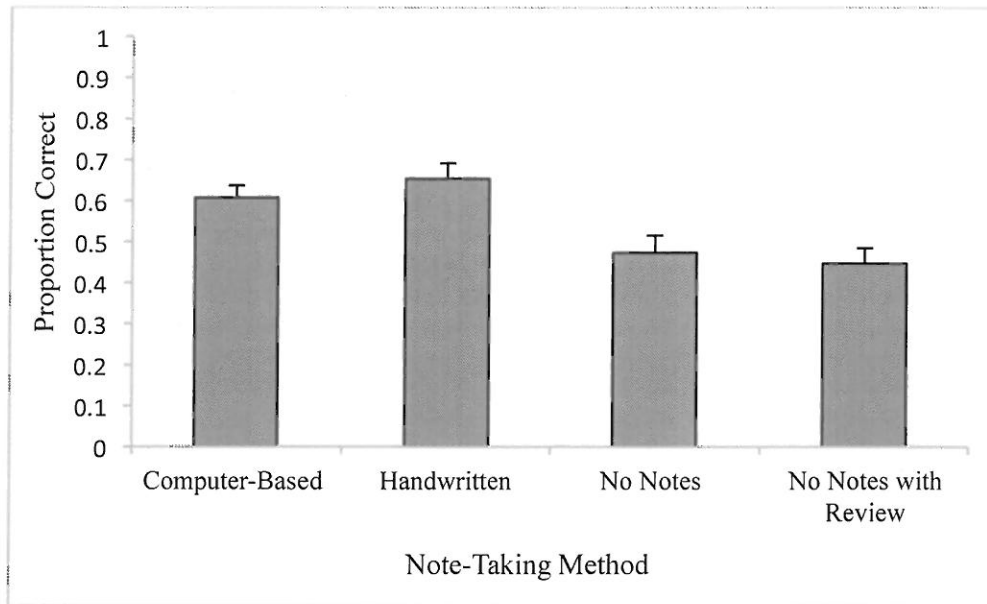 1
0.9
0.8
0.7
0.6
0.5
0.4
0.3
0.2
0.1
0
Proportion Correct
Computer-Based
Handwritten
No Notes
No Notes with
Review
Note-Taking Method